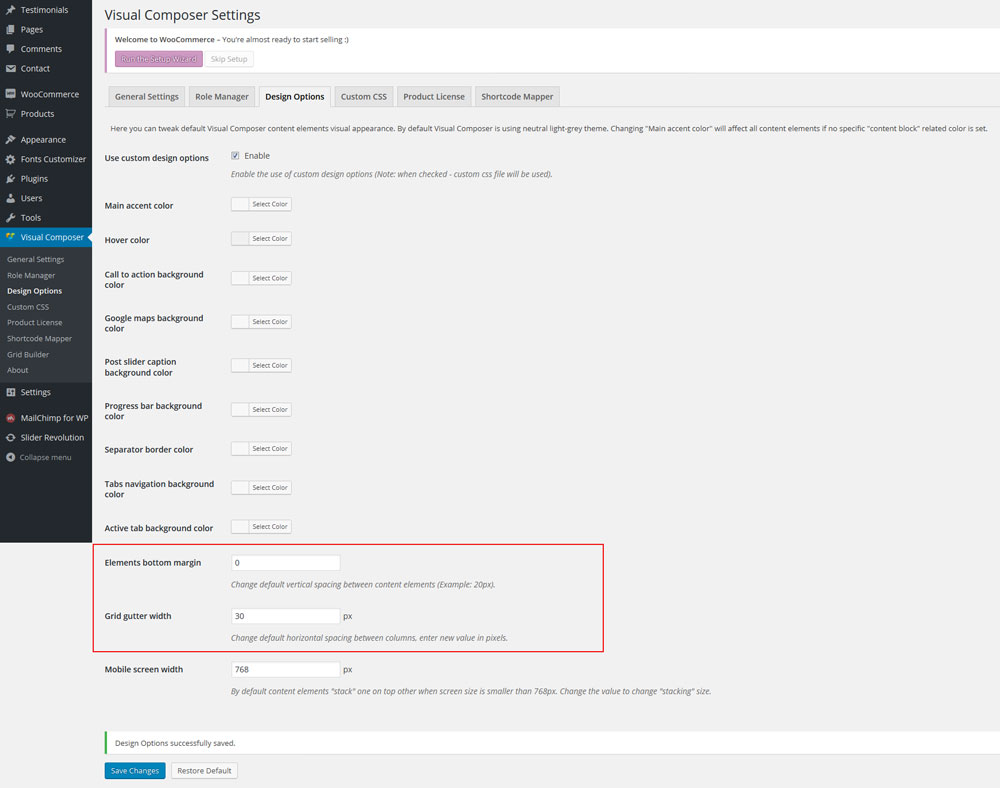 Testimonials
Pages
Comments
Contact
WooCommerce
Products
Appearance
Fonts Customizer
Plugins
Users
Tools
Visual Composer
General Settings
Role Manager
Design Options
Custom CSS
Product License
Shortcode Mapper
Grid Builder
About
Settings
MailChimp for WP
Slider Revolution
Collapse menu
Visual Composer Settings
Welcome to WooCommerce – You're almost ready to start selling :)
Run the Setup Wizard Skip Setup
General Settings Role Manager Design Options Custom CSS Product License Shortcode Mapper
Here you can tweak default Visual Composer content elements visual appearance. By default Visual Composer is using neutral light-grey theme. Changing "Main accent color" will affect all content elements if no specific "content block" related color is set.
Use custom design options Enable
Enable the use of custom design options (Note: when checked - custom css file will be used).
Main accent color Select Color
Hover color Select Color
Call to action background
color Select Color
Google maps background
color Select Color
Post slider caption
background color Select Color
Progress bar background
color Select Color
Separator border color Select Color
Tabs navigation background
color Select Color
Active tab background color Select Color
Elements bottom margin 0
Change default vertical spacing between content elements (Example: 20px).
Grid gutter width 30 px
Change default horizontal spacing between columns, enter new value in pixels.
Mobile screen width 768 px
By default content elements "stack" one on top other when screen size is smaller than 768px. Change the value to change "stacking" size.
Design Options successfully saved.
Save Changes Restore Default